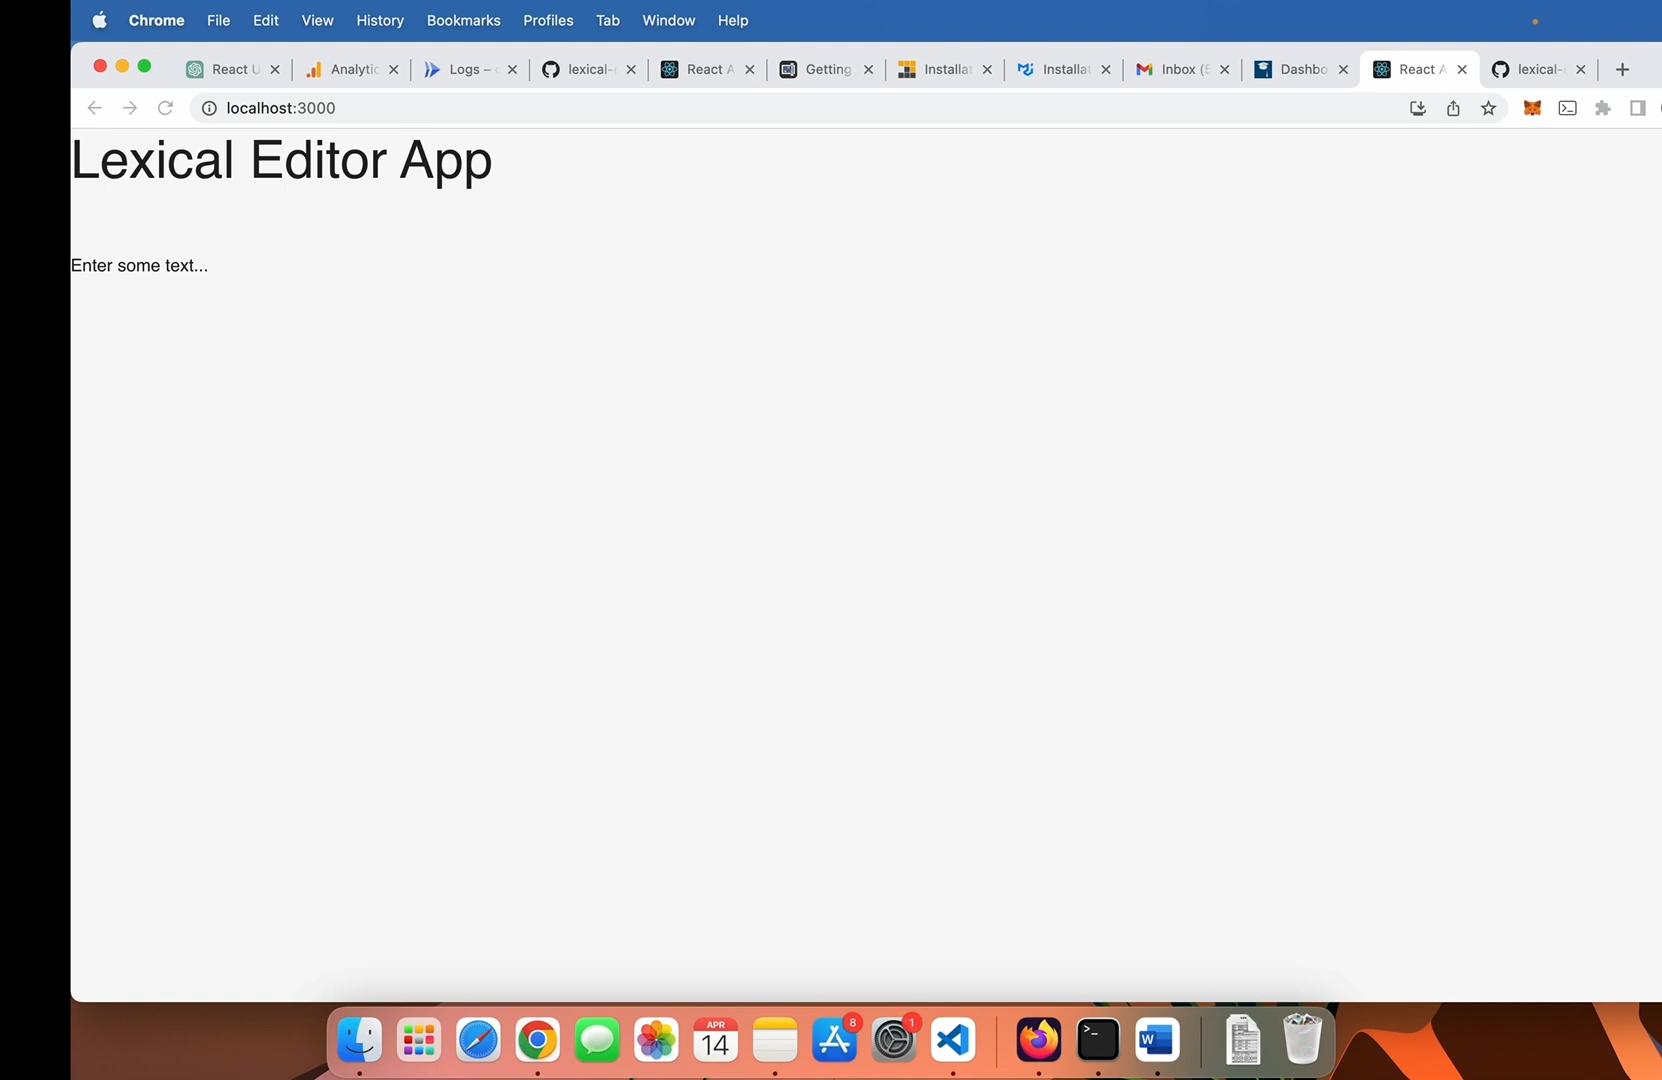 Chrome File Edit View History Bookmarks Profiles Tab Window Help
React U Analytic Logs – lexical- React A Getting Installat Installat Inbox ( Dashbo React A lexical-
localhost:3000
Lexical Editor App
Enter some text...
8
1
APR
14
>_
W